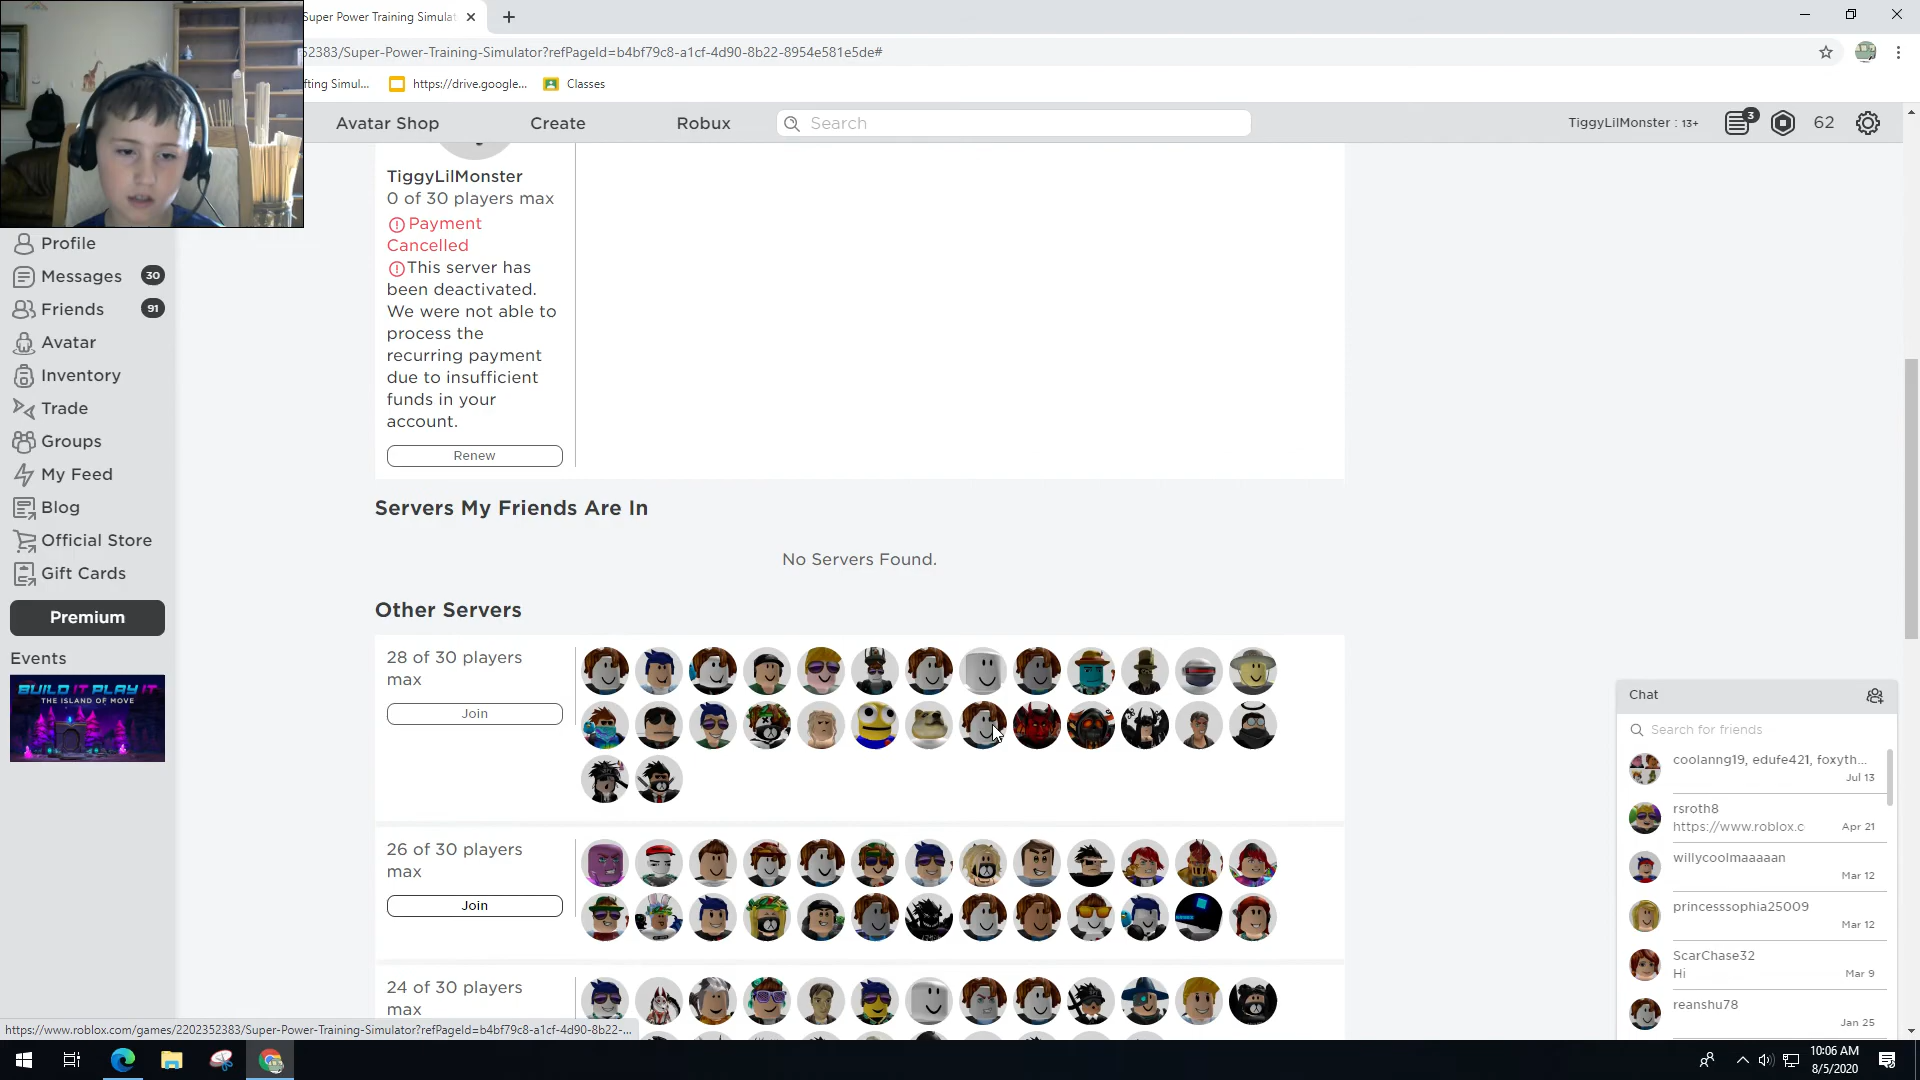 Super Power Training Simulat
52383/Super-Power-Training-Simulator?refPageId=b4bf79c8-a1cf-4d90-8b22-8954e581e5de#
fting Simul...
https://drive.google...
Classes
Avatar Shop
Create
Robux
Search
TiggyLilMonster : 13+
3
62
TiggyLilMonster
0 of 30 players max
Payment
Cancelled
This server has
been deactivated.
We were not able to
process the
recurring payment
due to insufficient
funds in your
account.
Renew
Profile
Messages 30
Friends 91
Avatar
Inventory
Trade
Groups
My Feed
Blog
Official Store
Gift Cards
Premium
Events
BUILD IT PLAY IT
THE ISLAND OF MOVE
Servers My Friends Are In
No Servers Found.
Other Servers
28 of 30 players
max
Join
26 of 30 players
max
Join
24 of 30 players
max
Chat
Search for friends
coolanng19, edufe421, foxyth...
Jul 13
rsroth8
https://www.roblox.c
Apr 21
willycoolmaaaaan
Mar 12
princesssophia25009
Mar 12
ScarChase32
Hi
Mar 9
reanshu78
Jan 25
https://www.roblox.com/games/2202352383/Super-Power-Training-Simulator?refPageId=b4bf79c8-a1cf-4d90-8b22-...
10:06 AM
8/5/2020